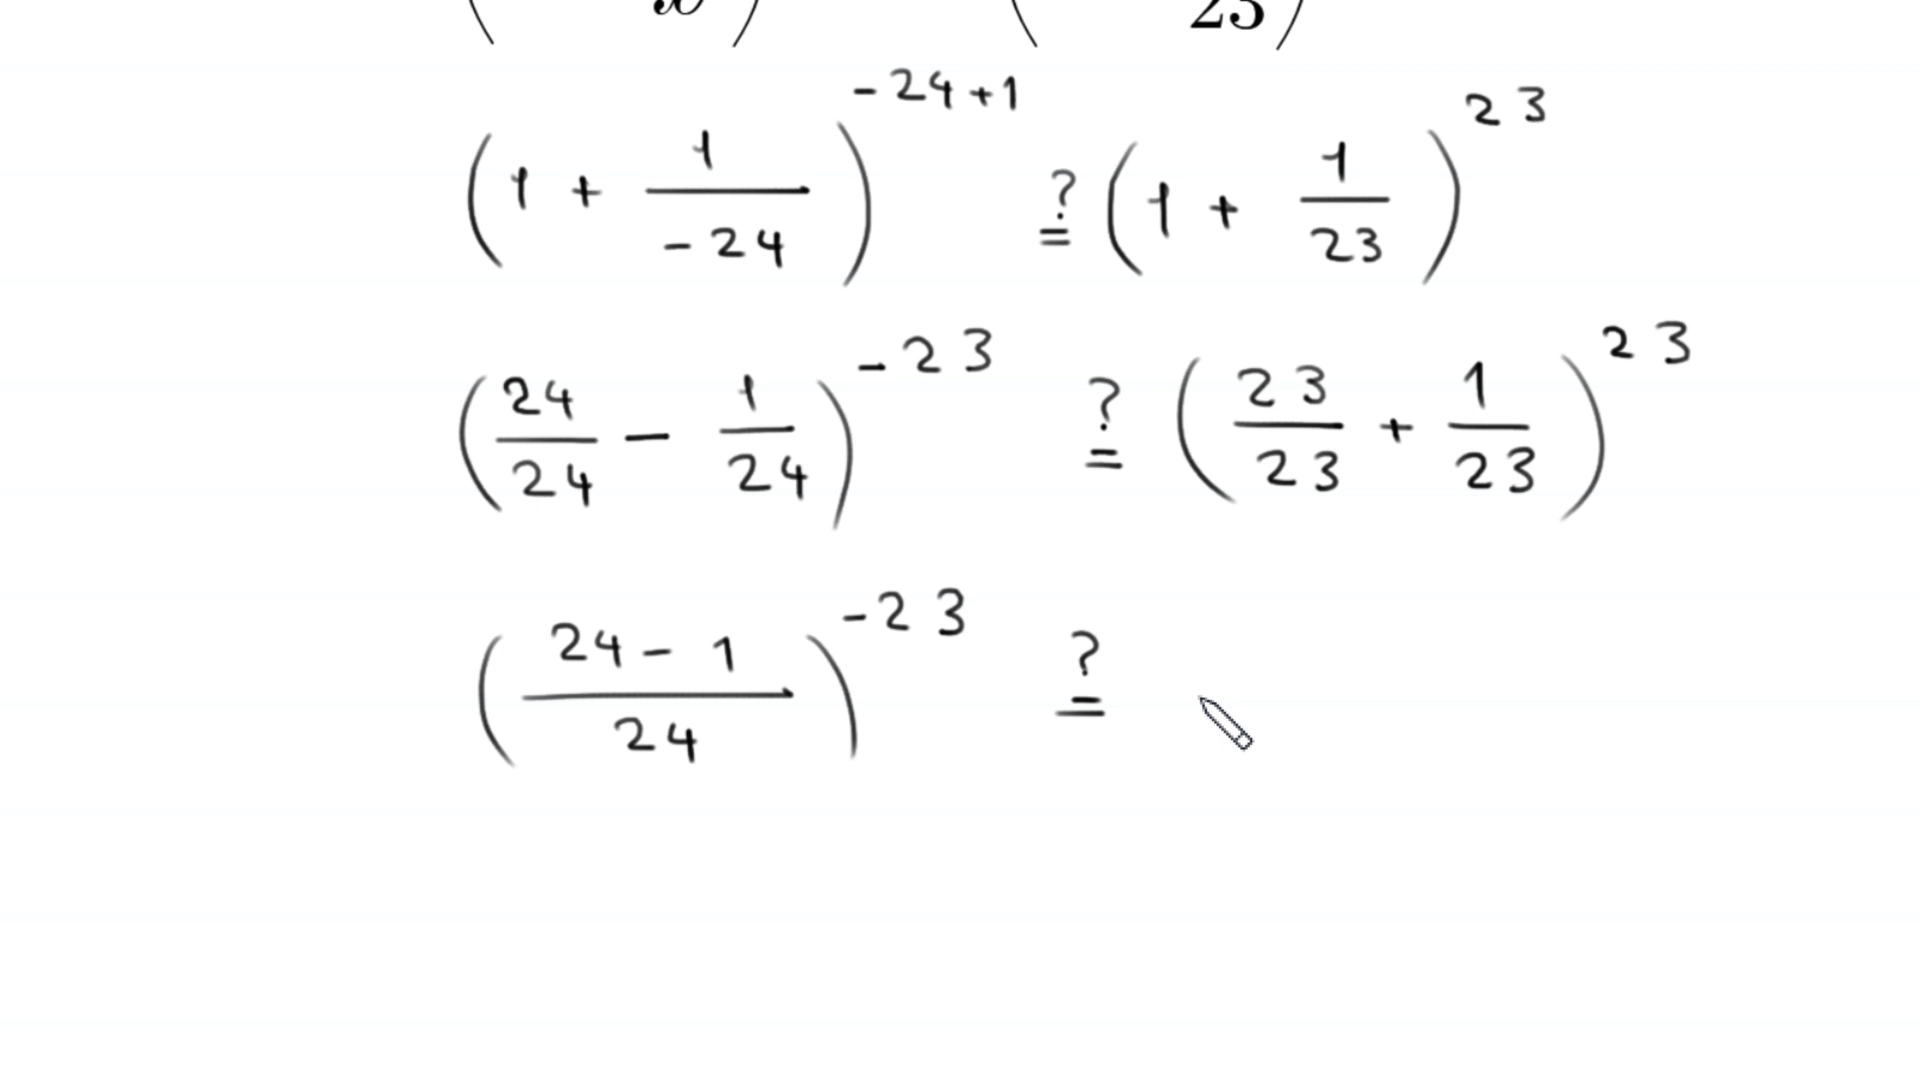 ( x ) ( 23 )
(1 + 1/-24)^(-24+1) ?= (1 + 1/23)^23
(24/24 - 1/24)^(-23) ?= (23/23 + 1/23)^23
((24 - 1)/24)^(-23) ?=